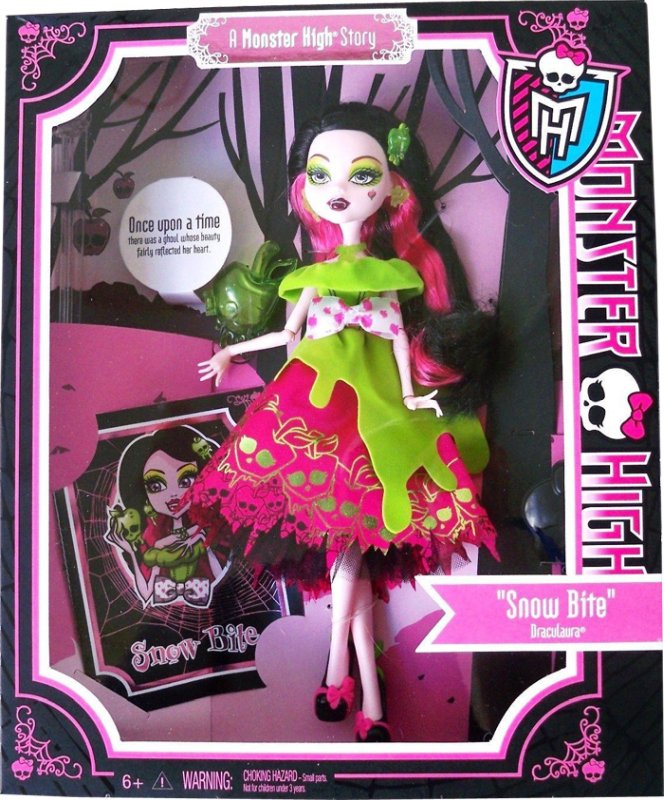 A Monster High® Story
MH
MONSTER HIGH
Once upon a time
there was a ghoul whose beauty
fairly reflected her heart.
Snow Bite
"Snow Bite"
Draculaura®
6+
WARNING:
CHOKING HAZARD - Small parts.
Not for children under 3 years.